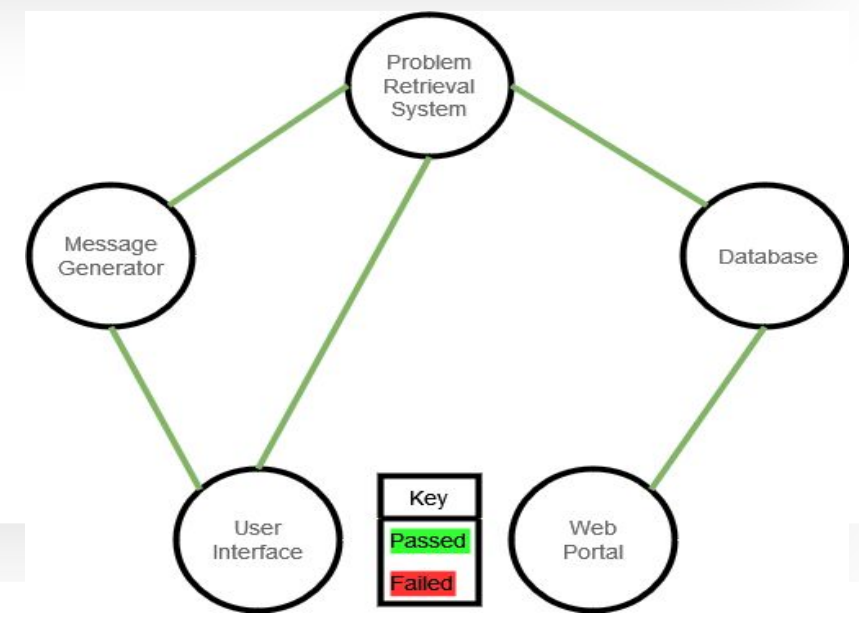 Problem
Retrieval
System
Message
Generator
Database
User
Interface
Key
Passed
Failed
Web
Portal